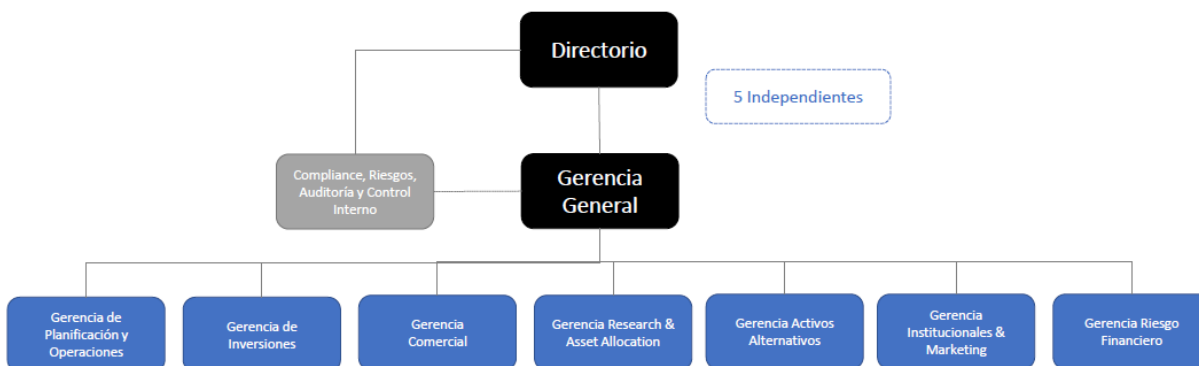 Directorio
5 Independientes
Compliance, Riesgos,
Auditoría y Control
Interno
Gerencia
General
Gerencia de
Planificación y
Operaciones
Gerencia de
Inversiones
Gerencia
Comercial
Gerencia Research &
Asset Allocation
Gerencia Activos
Alternativos
Gerencia
Institucionales &
Marketing
Gerencia Riesgo
Financiero